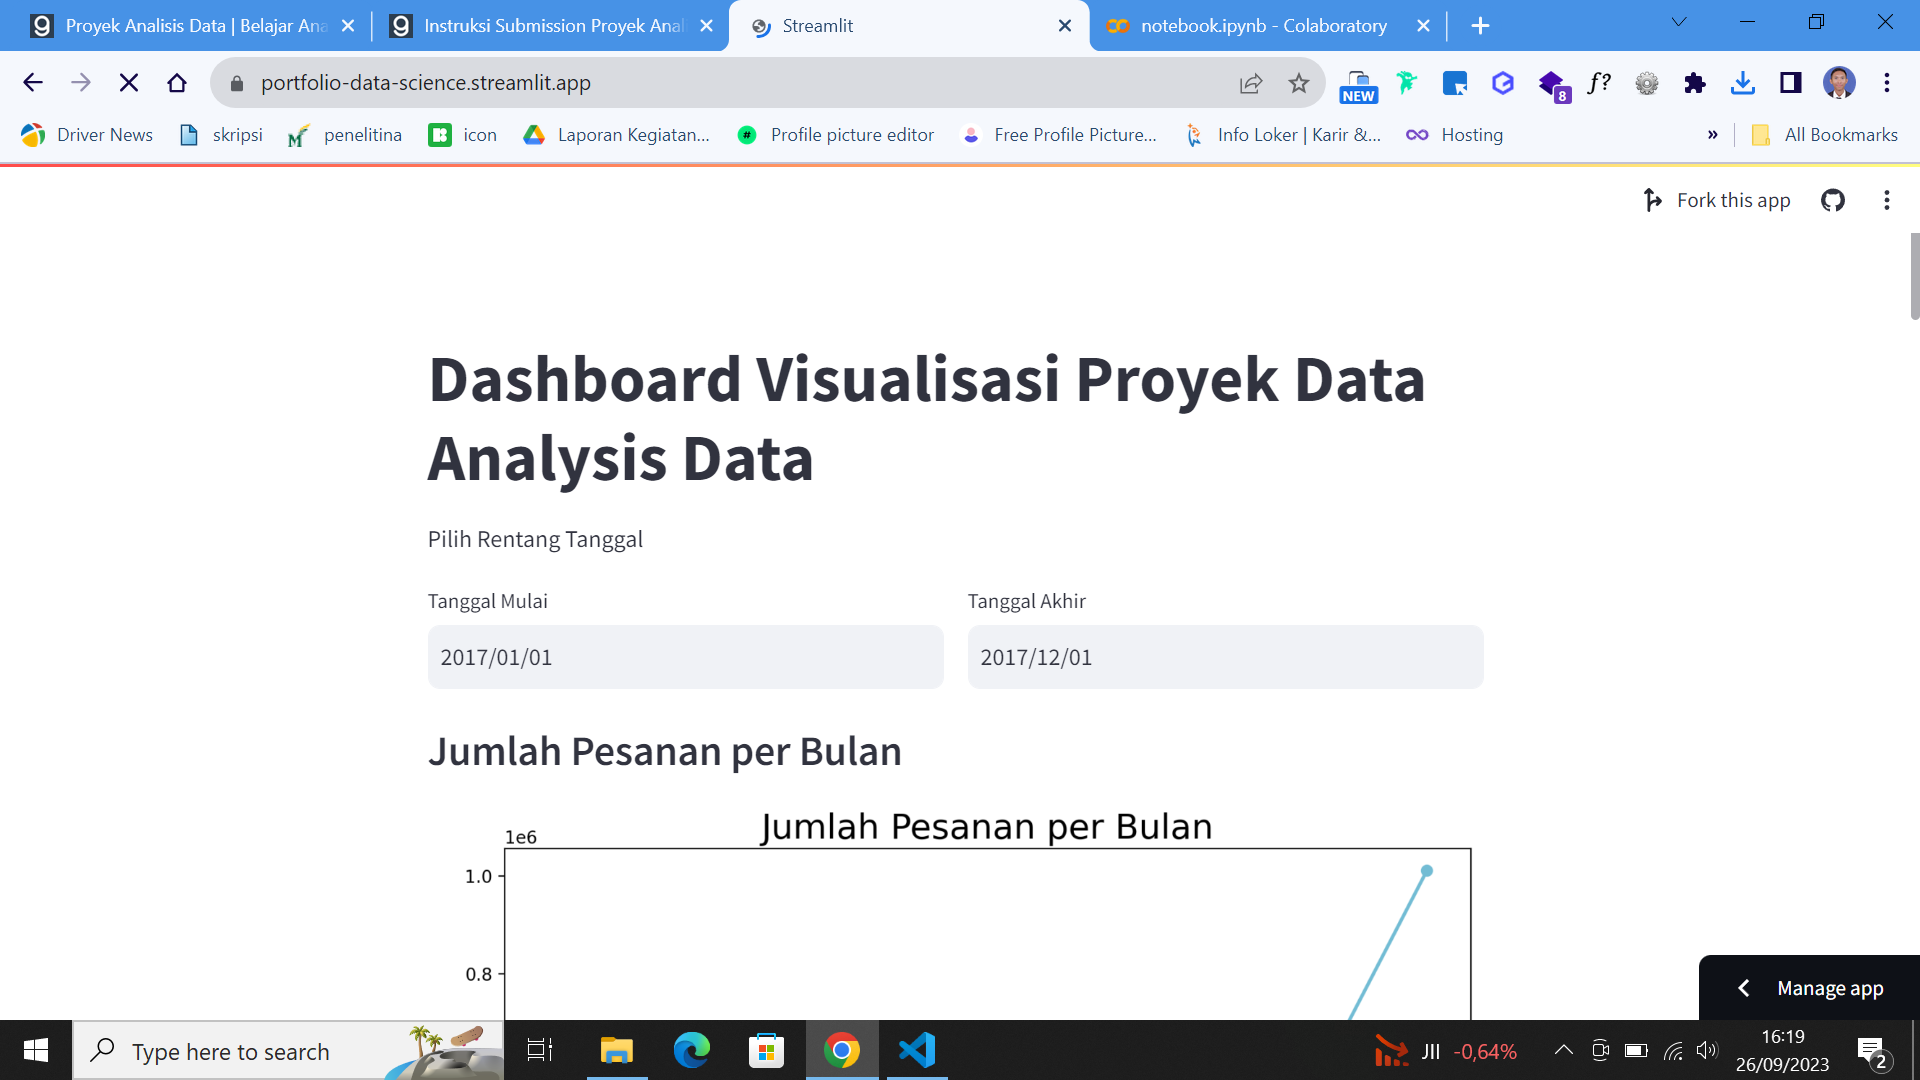 Proyek Analisis Data | Belajar Ana
Instruksi Submission Proyek Anal
Streamlit
notebook.ipynb - Colaboratory
portfolio-data-science.streamlit.app
NEW
8
f?
Driver News
skripsi
penelitina
icon
Laporan Kegiatan...
Profile picture editor
Free Profile Picture...
Info Loker | Karir &...
Hosting
»
All Bookmarks
Fork this app
Dashboard Visualisasi Proyek Data
Analysis Data
Pilih Rentang Tanggal
Tanggal Mulai
Tanggal Akhir
2017/01/01
2017/12/01
Jumlah Pesanan per Bulan
Jumlah Pesanan per Bulan
1e6
1.0
0.8
Manage app
Type here to search
JII -0,64%
16:19
26/09/2023
2